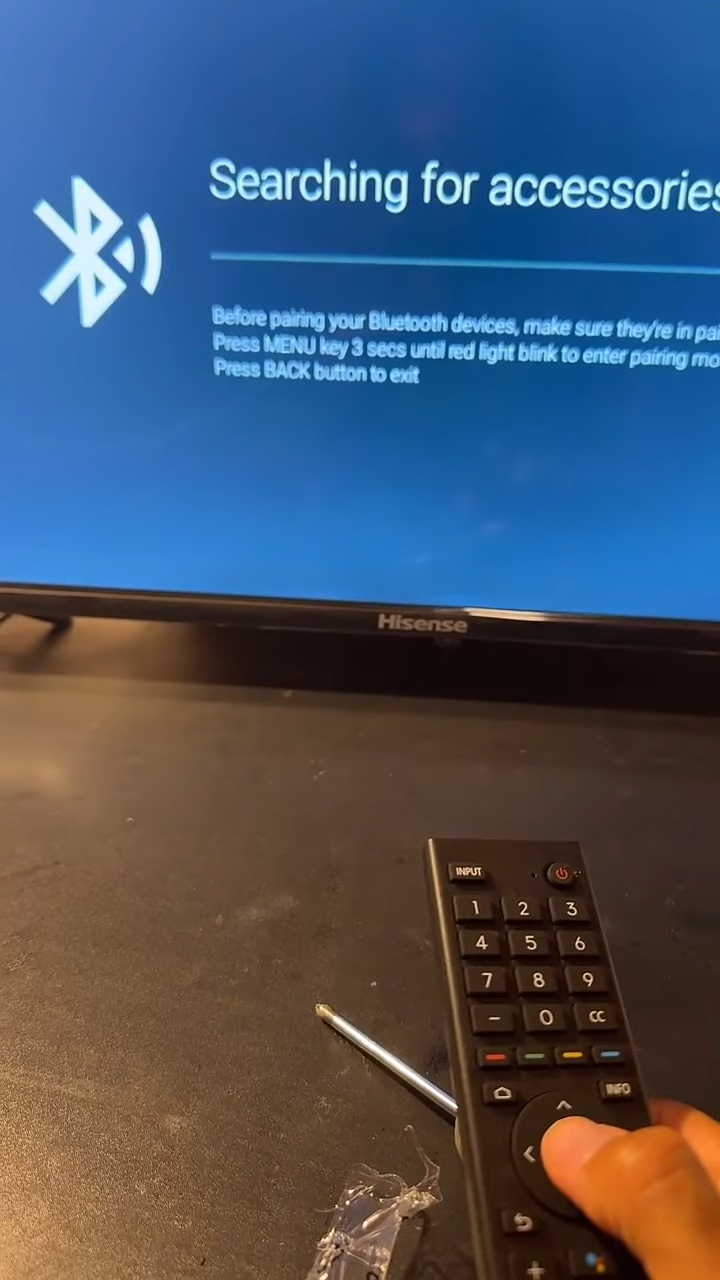 Searching for accessories
Before pairing your Bluetooth devices, make sure they're in
Press MENU key 3 secs until red light blink to enter pairing
Press BACK button to exit
Hisense
INPUT
1 2 3
4 5 6
7 8 9
- 0 CC
INFO
+